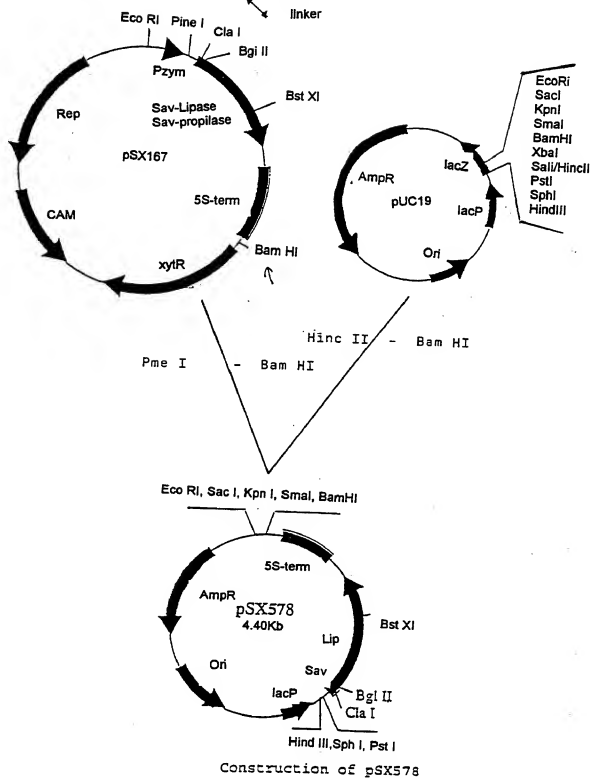 linker
Eco RI Pine I Cla I
Bgi II
Pzym
Bst XI
Sav-Lipase
Sav-propilase
Rep
pSX167
5S-term
CAM
Bam HI
xylR
EcoRi
SacI
KpnI
SmaI
BamHI
XbaI
Sali/HincII
PstI
SphI
HindIII
lacZ
AmpR
pUC19
lacP
Ori
Hinc II - Bam HI
Pme I - Bam HI
Eco RI, Sac I, Kpn I, SmaI, BamHI
5S-term
AmpR
pSX578
4.40Kb
Bst XI
Lip
Ori
Sav
Bgl II
lacP
Cla I
Hind III,Sph I, Pst I
Construction of pSX578